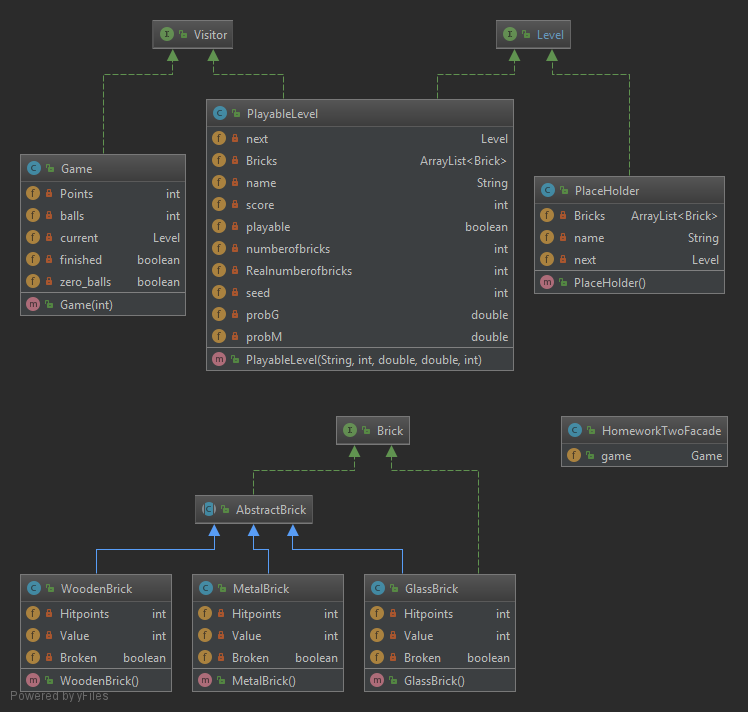 Visitor
Level
PlayableLevel
next Level
Bricks ArrayList<Brick>
name String
score int
playable boolean
numberofbricks int
Realnumberofbricks int
seed int
probG double
probM double
PlayableLevel(String, int, double, double, int)
Game
Points int
balls int
current Level
finished boolean
zero_balls boolean
Game(int)
PlaceHolder
Bricks ArrayList<Brick>
name String
next Level
PlaceHolder()
Brick
HomeworkTwoFacade
game Game
AbstractBrick
WoodenBrick
Hitpoints int
Value int
Broken boolean
WoodenBrick()
MetalBrick
Hitpoints int
Value int
Broken boolean
MetalBrick()
GlassBrick
Hitpoints int
Value int
Broken boolean
GlassBrick()
Powered by yFiles